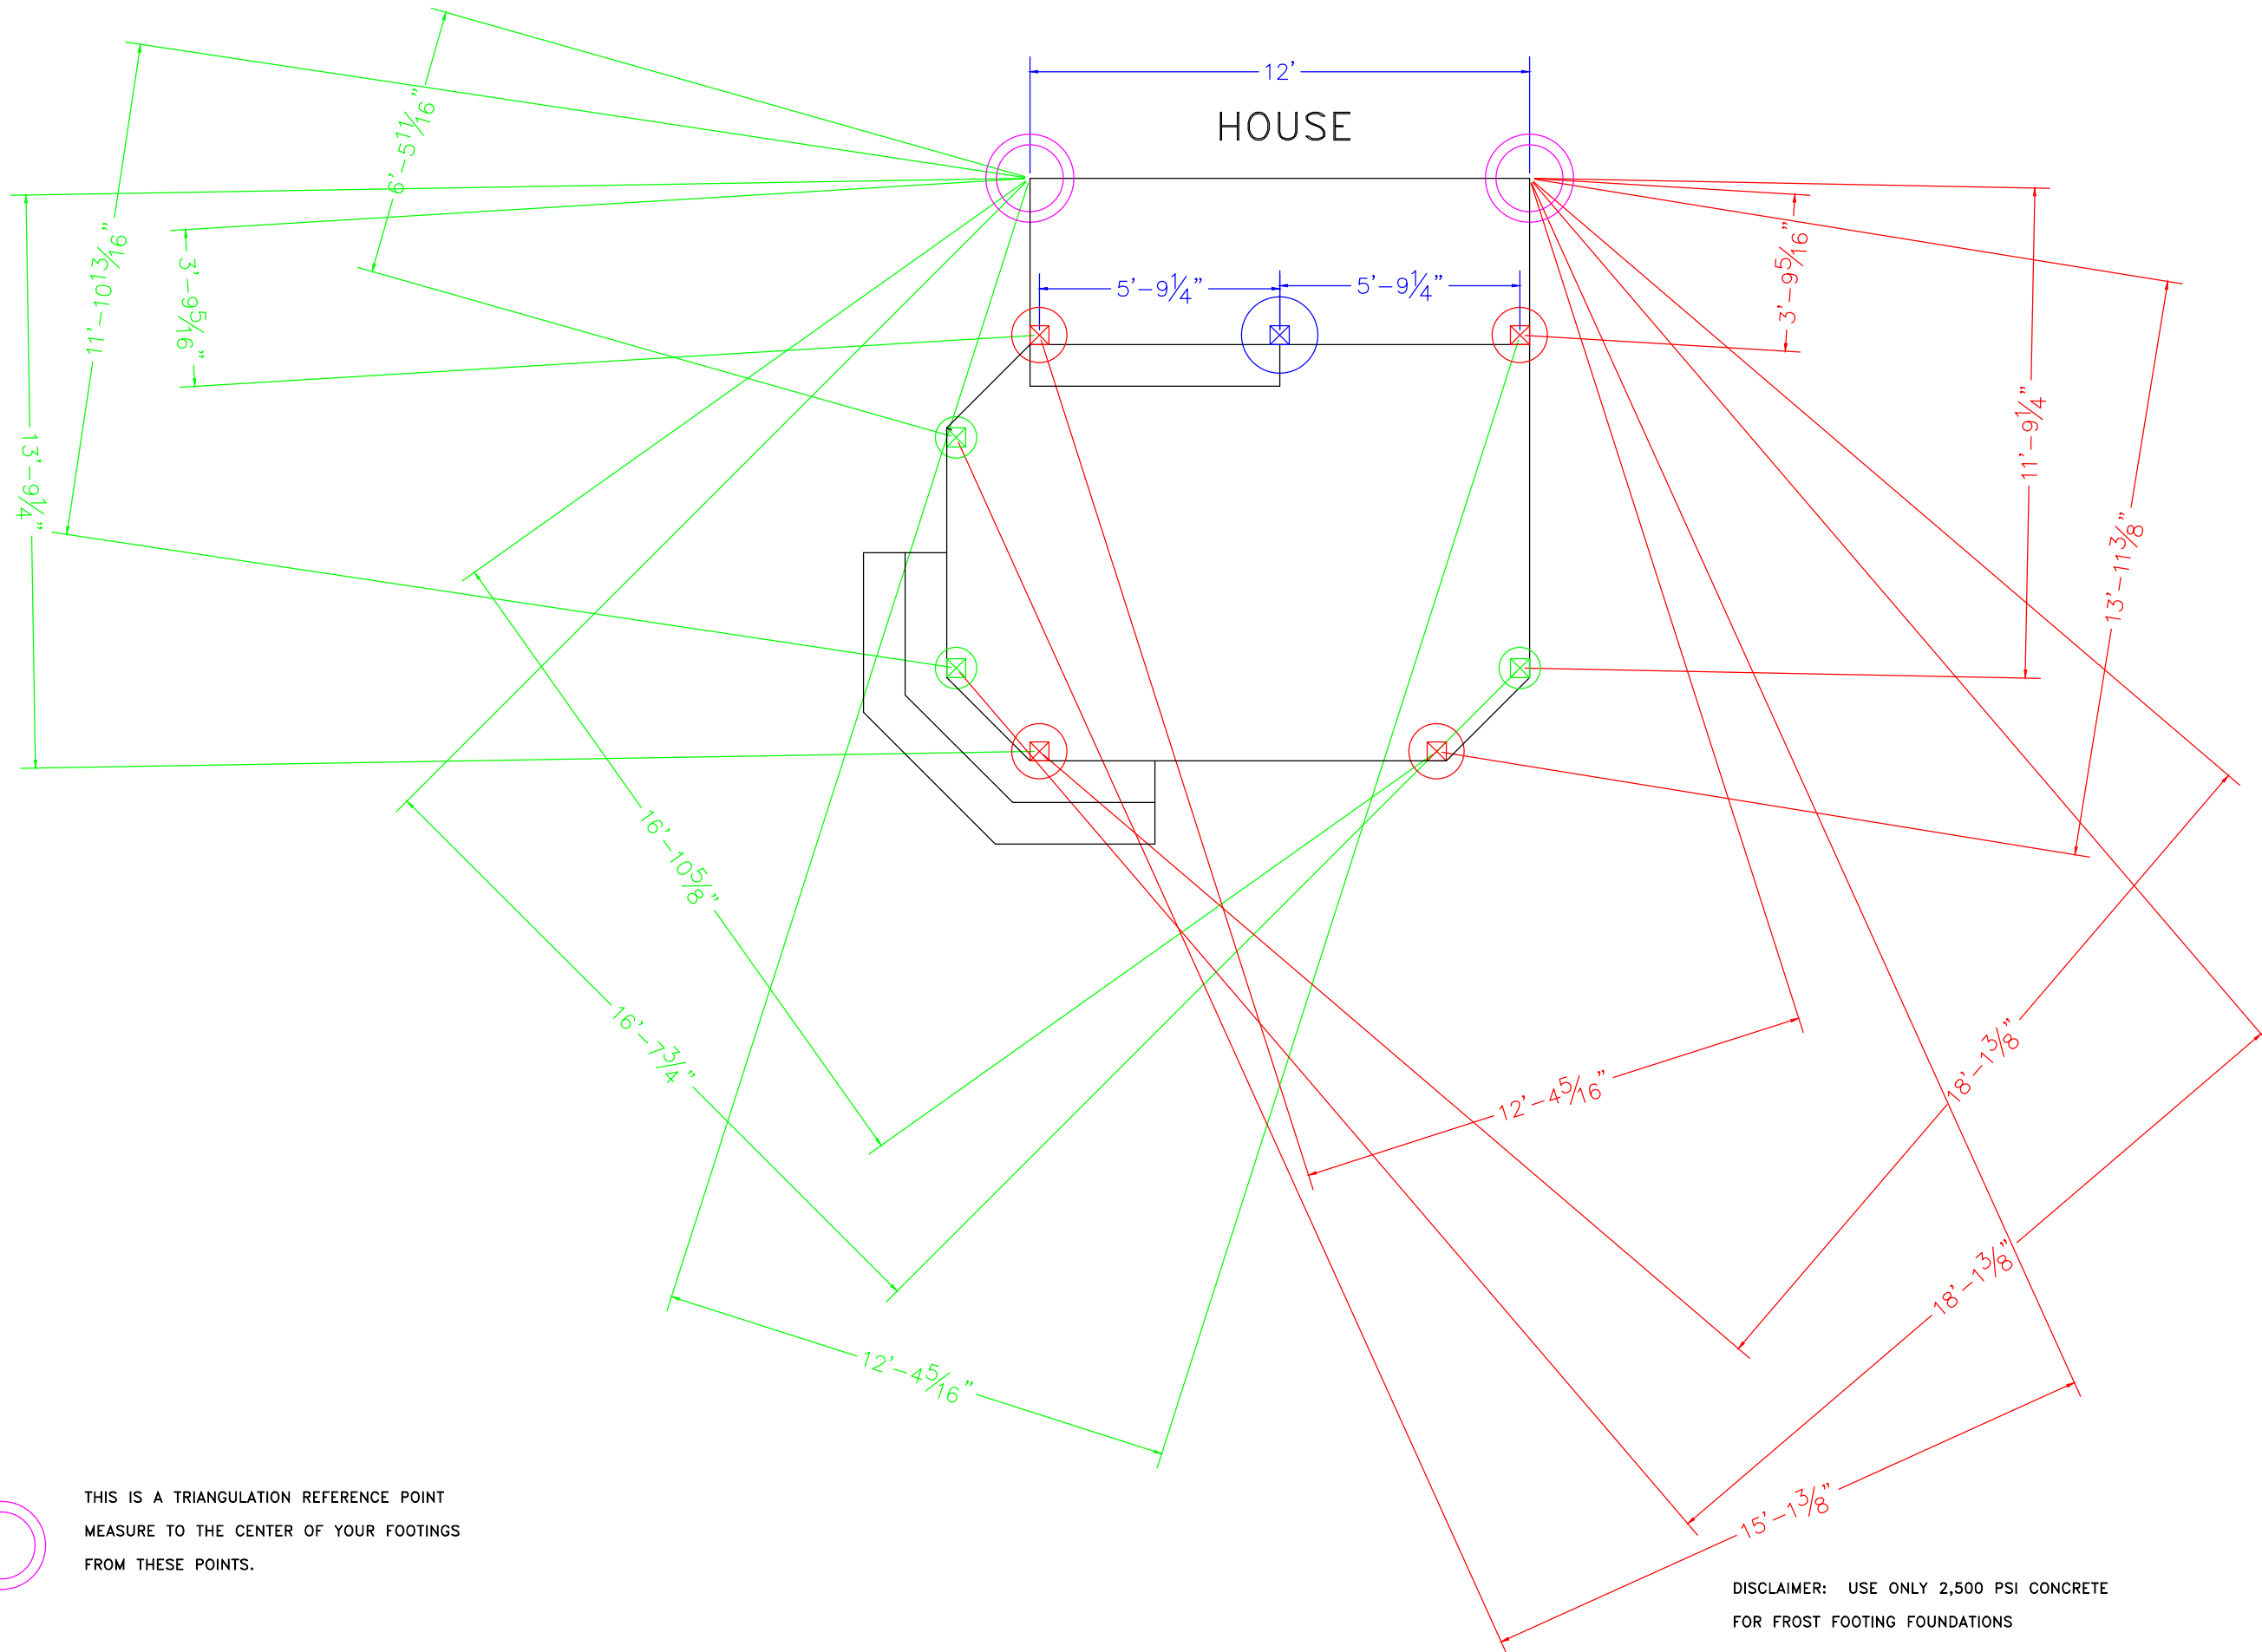 12'
HOUSE
6'-5 11/16"
11'-10 13/16"
3'-9 5/16"
13'-9 1/4"
5'-9 1/4"
5'-9 1/4"
3'-9 5/16"
11'-9 1/4"
13'-11 3/8"
16'-10 5/8"
16'-7 3/4"
12'-4 5/16"
12'-4 5/16"
18'-1 3/8"
18'-1 3/8"
15'-1 3/8"
THIS IS A TRIANGULATION REFERENCE POINT
MEASURE TO THE CENTER OF YOUR FOOTINGS
FROM THESE POINTS.
DISCLAIMER: USE ONLY 2,500 PSI CONCRETE
FOR FROST FOOTING FOUNDATIONS